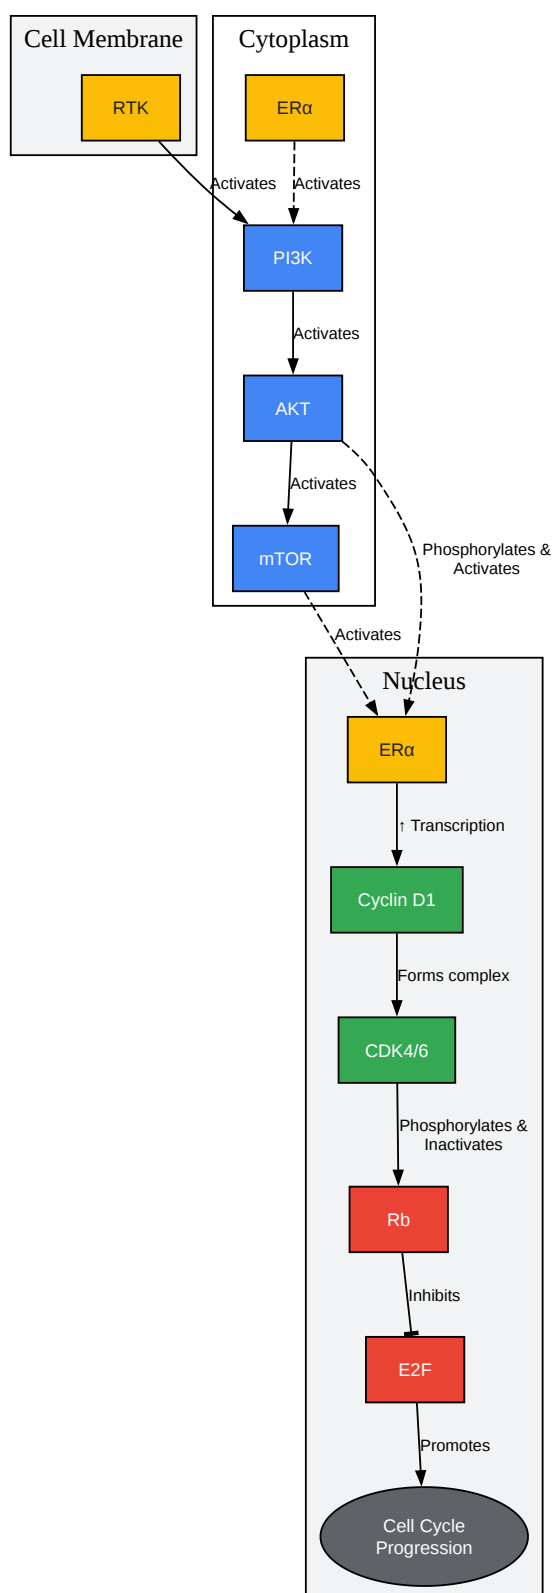 Cell Membrane
Cytoplasm
RTK
ERα
Activates
Activates
PI3K
Activates
AKT
Activates
Phosphorylates &
Activates
mTOR
Activates
Nucleus
ERα
↑ Transcription
Cyclin D1
Forms complex
CDK4/6
Phosphorylates &
Inactivates
Rb
Inhibits
E2F
Promotes
Cell Cycle
Progression